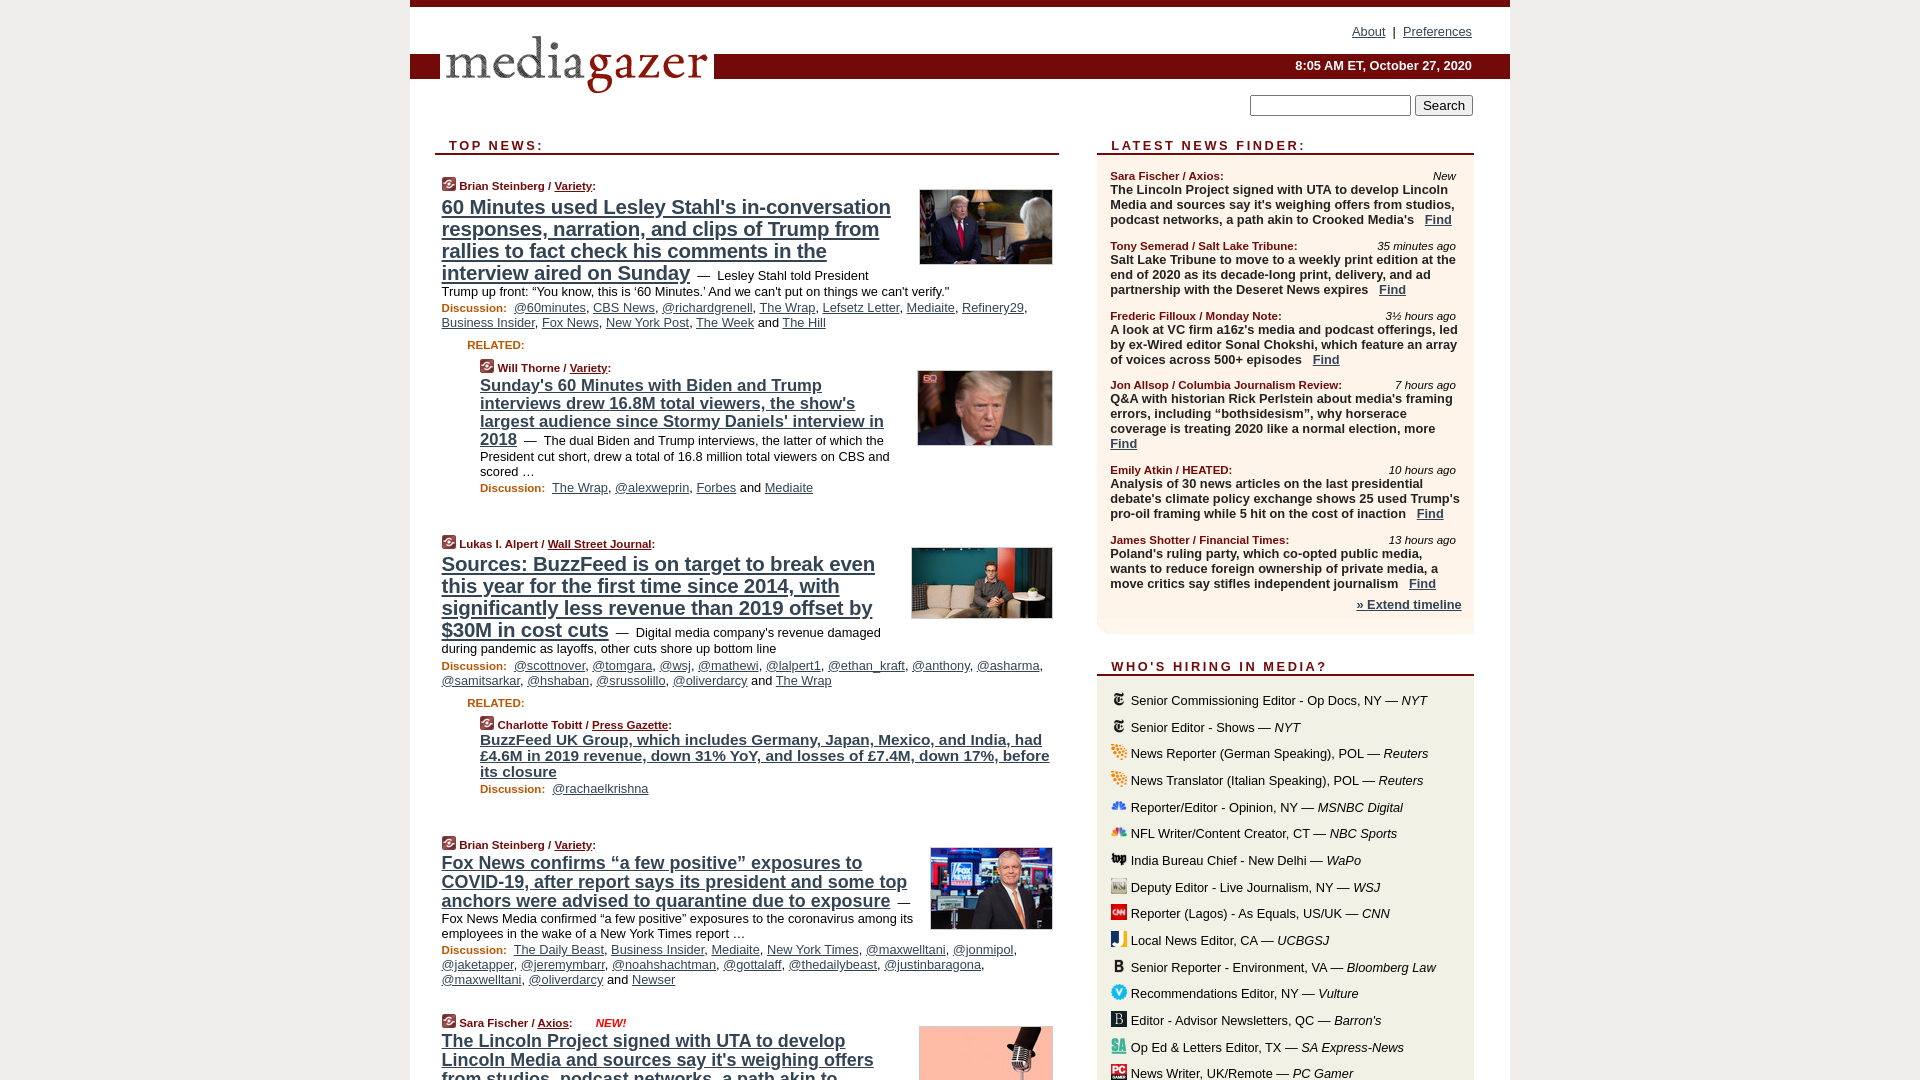 About | Preferences
mediagazer
8:05 AM ET, October 27, 2020
Search
TOP NEWS:
Brian Steinberg / Variety:
60 Minutes used Lesley Stahl's in-conversation
responses, narration, and clips of Trump from
rallies to fact check his comments in the
interview aired on Sunday — Lesley Stahl told President
Trump up front: “You know, this is ‘60 Minutes.’ And we can't put on things we can't verify."
Discussion: @60minutes, CBS News, @richardgrenell, The Wrap, Lefsetz Letter, Mediaite, Refinery29,
Business Insider, Fox News, New York Post, The Week and The Hill
RELATED:
Will Thorne / Variety:
Sunday's 60 Minutes with Biden and Trump
interviews drew 16.8M total viewers, the show's
largest audience since Stormy Daniels' interview in
2018 — The dual Biden and Trump interviews, the latter of which the
President cut short, drew a total of 16.8 million total viewers on CBS and
scored …
Discussion: The Wrap, @alexweprin, Forbes and Mediaite
60
Lukas I. Alpert / Wall Street Journal:
Sources: BuzzFeed is on target to break even
this year for the first time since 2014, with
significantly less revenue than 2019 offset by
$30M in cost cuts — Digital media company's revenue damaged
during pandemic as layoffs, other cuts shore up bottom line
Discussion: @scottnover, @tomgara, @wsj, @mathewi, @lalpert1, @ethan_kraft, @anthony, @asharma,
@samitsarkar, @hshaban, @srussolillo, @oliverdarcy and The Wrap
RELATED:
Charlotte Tobitt / Press Gazette:
BuzzFeed UK Group, which includes Germany, Japan, Mexico, and India, had
£4.6M in 2019 revenue, down 31% YoY, and losses of £7.4M, down 17%, before
its closure
Discussion: @rachaelkrishna
Brian Steinberg / Variety:
Fox News confirms “a few positive” exposures to
COVID-19, after report says its president and some top
anchors were advised to quarantine due to exposure —
Fox News Media confirmed “a few positive” exposures to the coronavirus among its
employees in the wake of a New York Times report …
Discussion: The Daily Beast, Business Insider, Mediaite, New York Times, @maxwelltani, @jonmipol,
@jaketapper, @jeremymbarr, @noahshachtman, @gottalaff, @thedailybeast, @justinbaragona,
@maxwelltani, @oliverdarcy and Newser
Sara Fischer / Axios: NEW!
The Lincoln Project signed with UTA to develop
Lincoln Media and sources say it's weighing offers
from studios, podcast networks, a path akin to
LATEST NEWS FINDER:
Sara Fischer / Axios: New
The Lincoln Project signed with UTA to develop Lincoln
Media and sources say it's weighing offers from studios,
podcast networks, a path akin to Crooked Media's Find
Tony Semerad / Salt Lake Tribune: 35 minutes ago
Salt Lake Tribune to move to a weekly print edition at the
end of 2020 as its decade-long print, delivery, and ad
partnership with the Deseret News expires Find
Frederic Filloux / Monday Note: 3½ hours ago
A look at VC firm a16z's media and podcast offerings, led
by ex-Wired editor Sonal Chokshi, which feature an array
of voices across 500+ episodes Find
Jon Allsop / Columbia Journalism Review: 7 hours ago
Q&A with historian Rick Perlstein about media's framing
errors, including “bothsidesism”, why horserace
coverage is treating 2020 like a normal election, more
Find
Emily Atkin / HEATED: 10 hours ago
Analysis of 30 news articles on the last presidential
debate's climate policy exchange shows 25 used Trump's
pro-oil framing while 5 hit on the cost of inaction Find
James Shotter / Financial Times: 13 hours ago
Poland's ruling party, which co-opted public media,
wants to reduce foreign ownership of private media, a
move critics say stifles independent journalism Find
» Extend timeline
WHO'S HIRING IN MEDIA?
Senior Commissioning Editor - Op Docs, NY — NYT
Senior Editor - Shows — NYT
News Reporter (German Speaking), POL — Reuters
News Translator (Italian Speaking), POL — Reuters
Reporter/Editor - Opinion, NY — MSNBC Digital
NFL Writer/Content Creator, CT — NBC Sports
India Bureau Chief - New Delhi — WaPo
Deputy Editor - Live Journalism, NY — WSJ
Reporter (Lagos) - As Equals, US/UK — CNN
Local News Editor, CA — UCBGSJ
Senior Reporter - Environment, VA — Bloomberg Law
Recommendations Editor, NY — Vulture
Editor - Advisor Newsletters, QC — Barron's
Op Ed & Letters Editor, TX — SA Express-News
News Writer, UK/Remote — PC Gamer